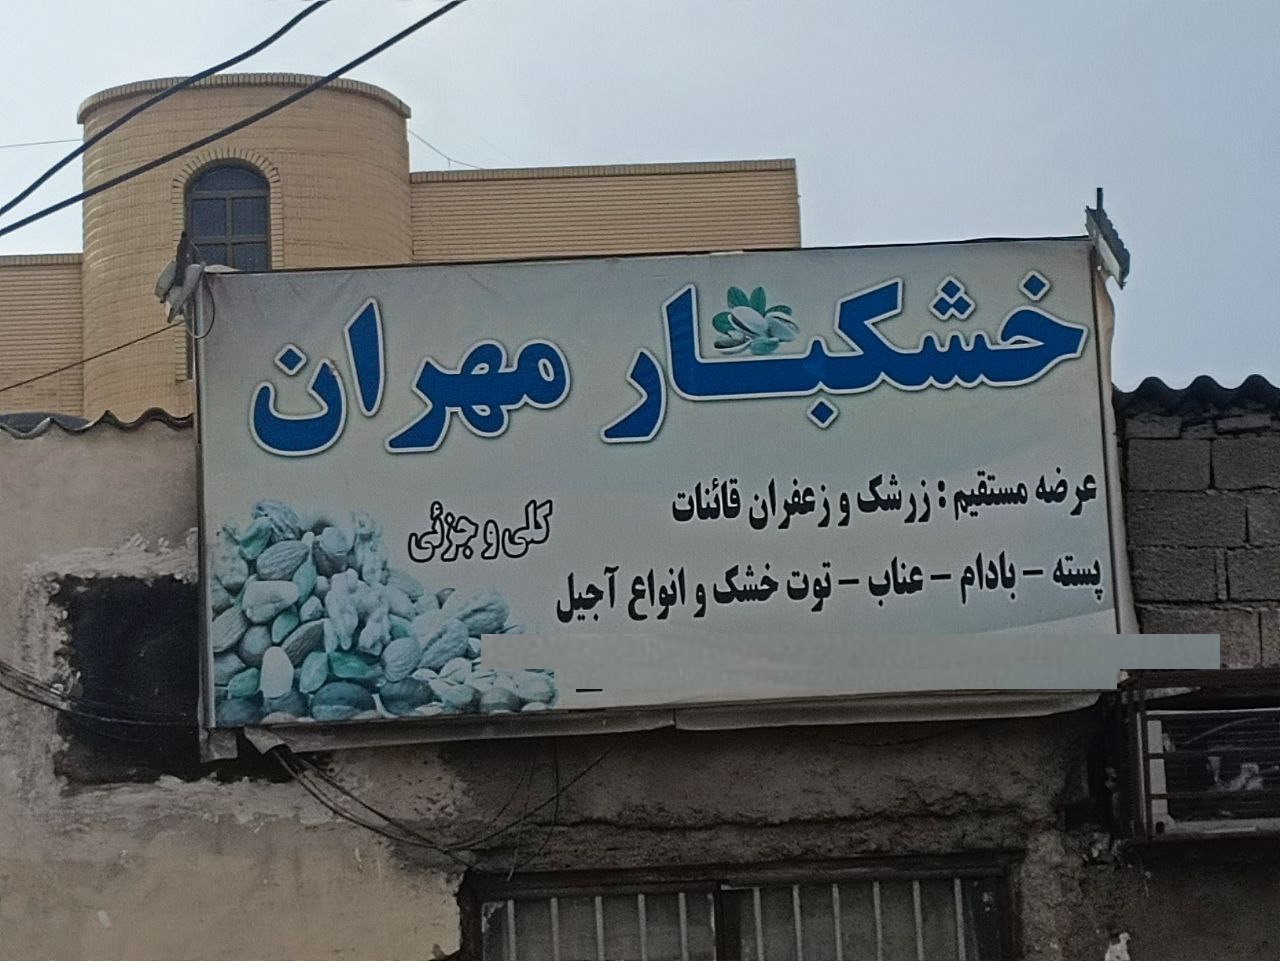 خشکبار مهران
عرضه مستقیم : زرشک و زعفران قائنات
کلی و جزئی
پسته - بادام - عناب - توت خشک و انواع آجیل